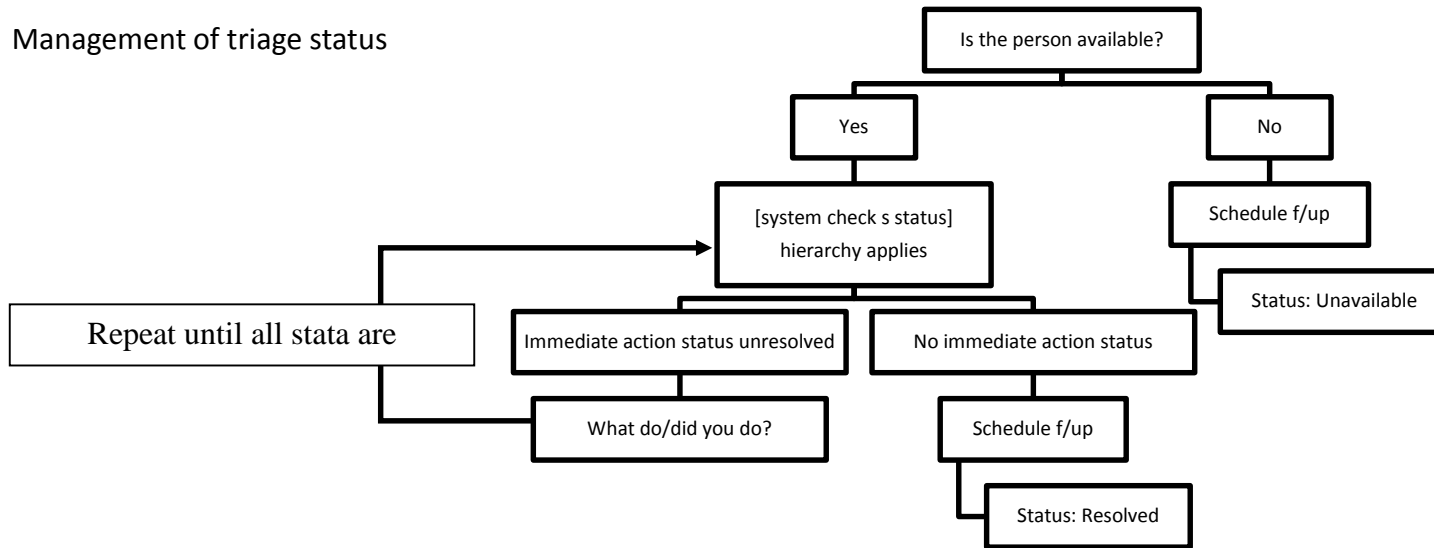 Management of triage status
Is the person available?
Yes
No
[system check s status]
hierarchy applies
Schedule f/up
Status: Unavailable
Repeat until all stata are
Immediate action status unresolved
No immediate action status
What do/did you do?
Schedule f/up
Status: Resolved